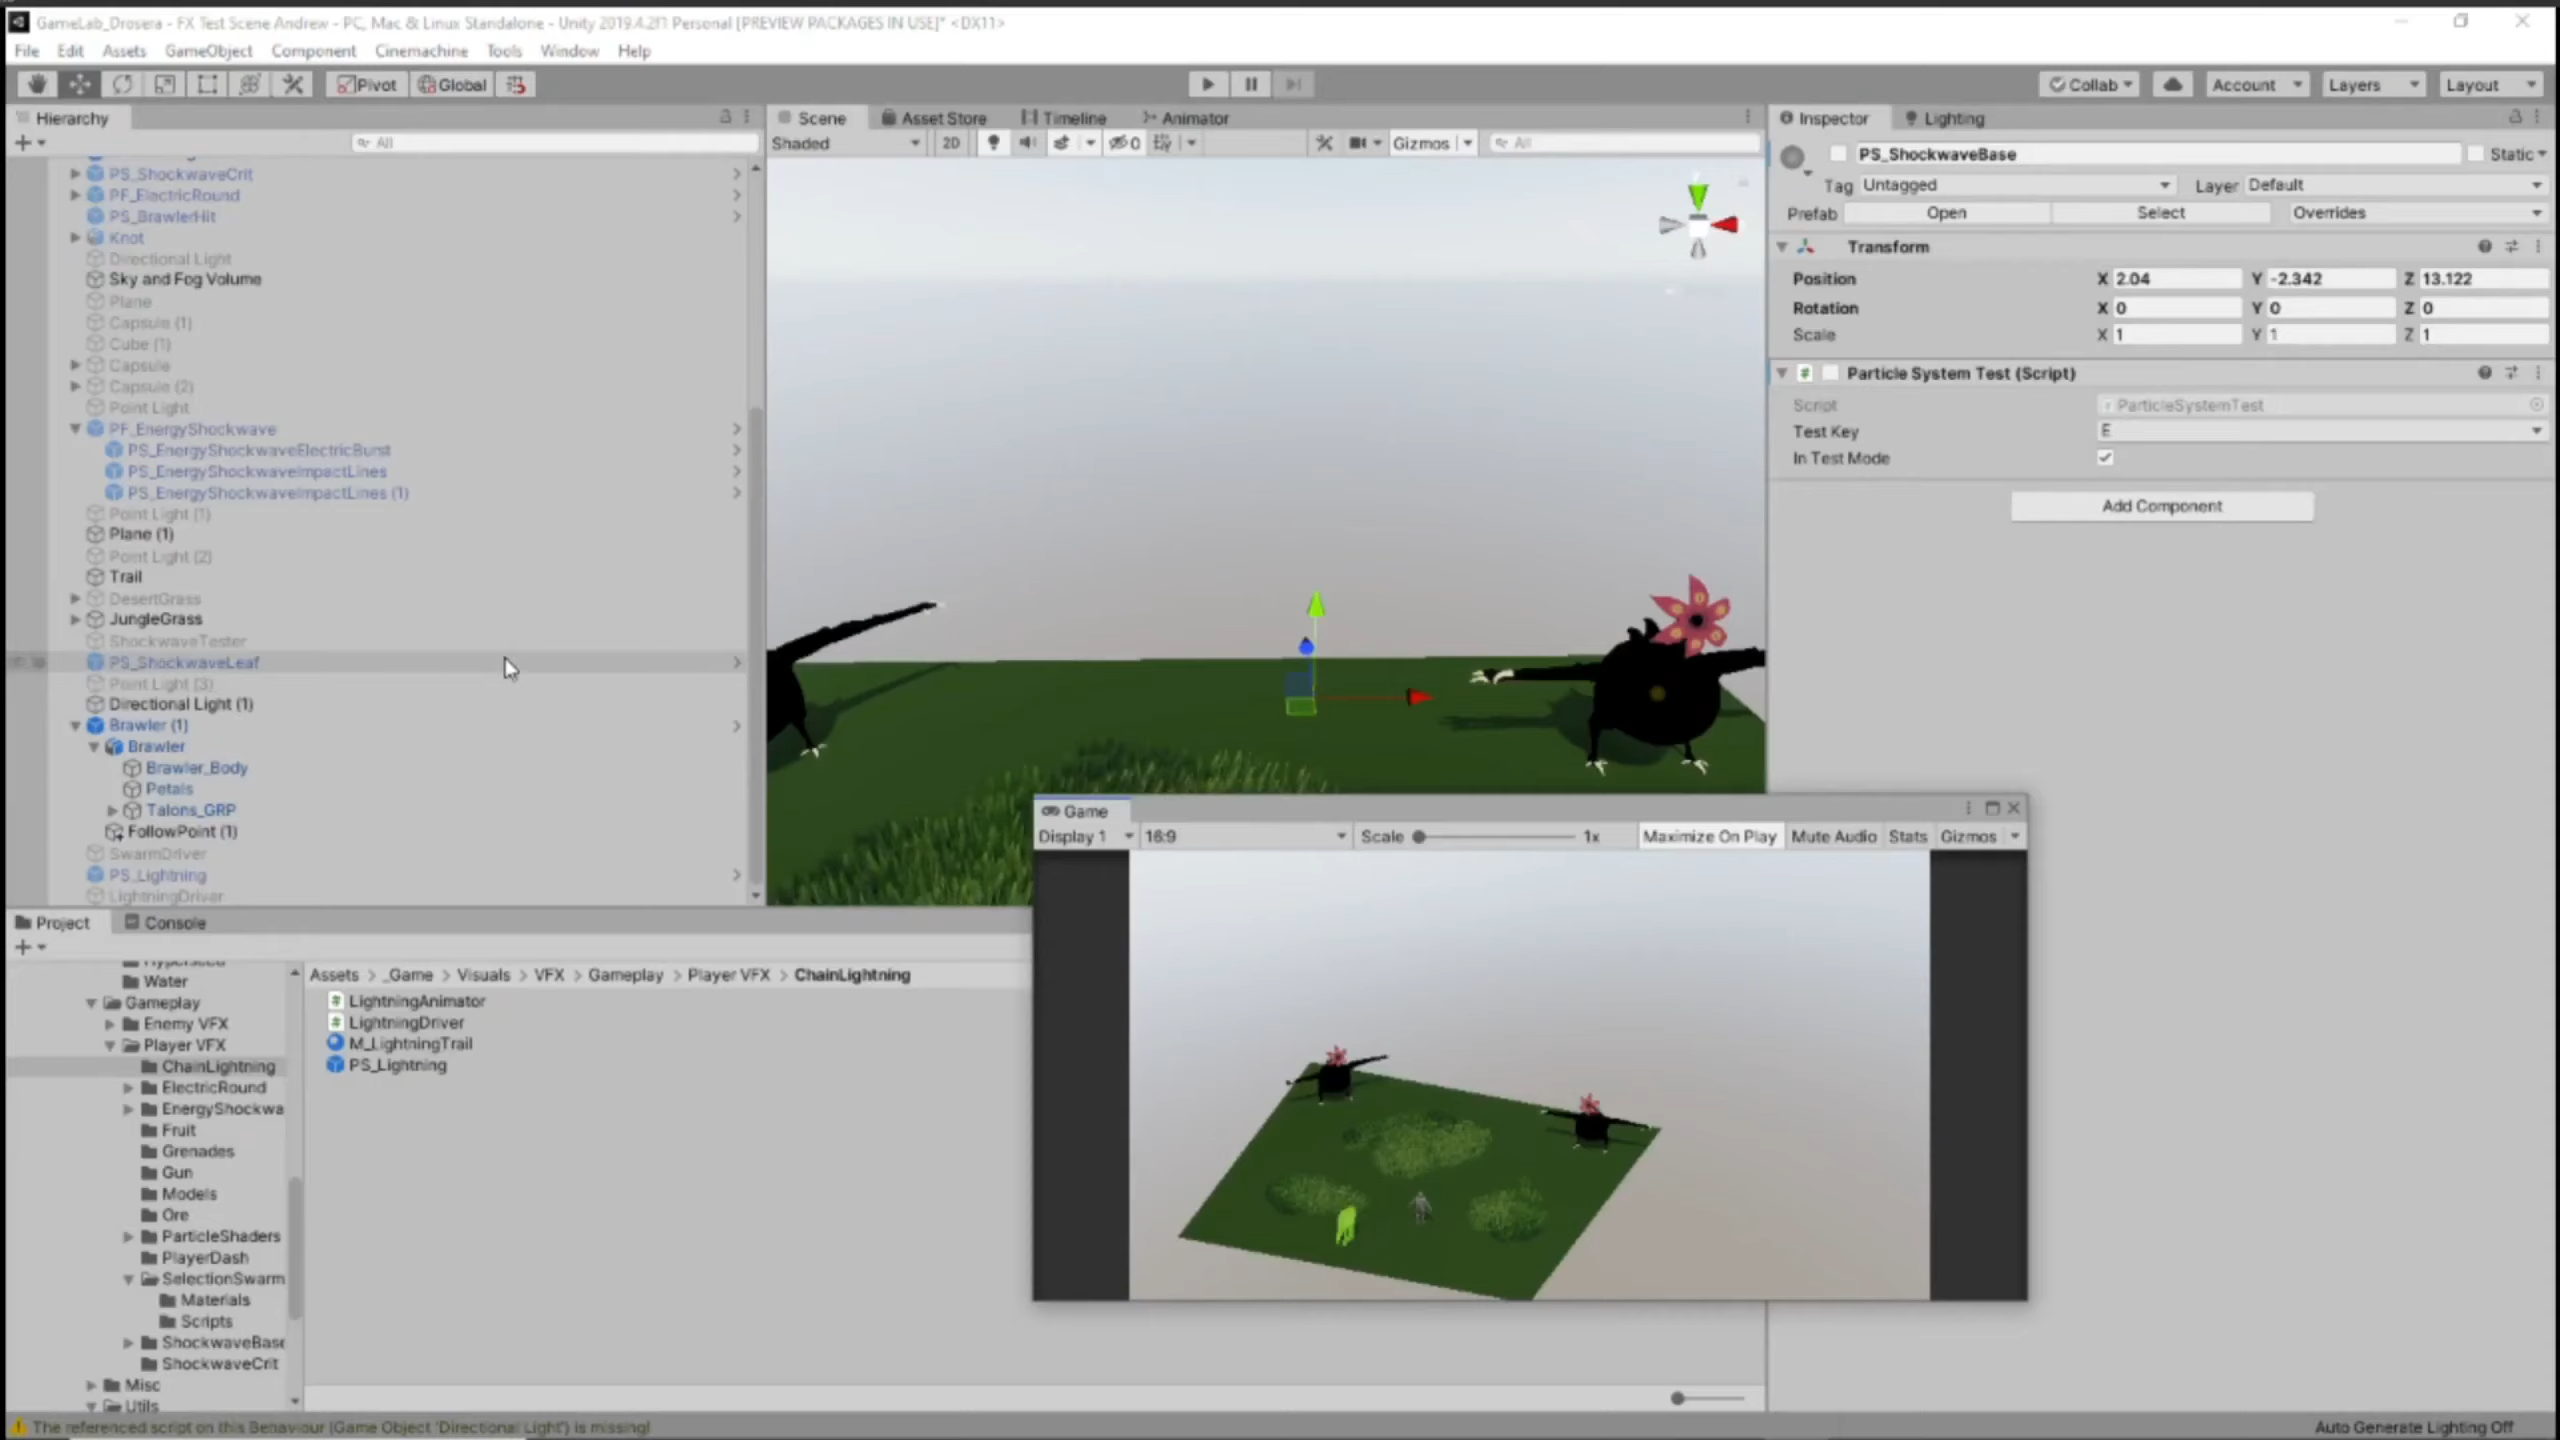 GameLab_Drosera - FX Test Scene Andrew - PC, Mac & Linux Standalone - Unity 2019.4.2f1 Personal [PREVIEW PACKAGES IN USE]* <DX11>
File Edit Assets GameObject Component Cinemachine Tools Window Help
Pivot Global Collab Account Layers Layout
Hierarchy
All
PS_ShockwaveCrit
PF_ElectricRound
PS_BrawlerHit
Knot
Directional Light
Sky and Fog Volume
Plane
Capsule (1)
Cube (1)
Capsule
Capsule (2)
Point Light
PF_EnergyShockwave
PS_EnergyShockwaveElectricBurst
PS_EnergyShockwaveImpactLines
PS_EnergyShockwaveImpactLines (1)
Point Light (1)
Plane (1)
Point Light (2)
Trail
DesertGrass
JungleGrass
ShockwaveTester
PS_ShockwaveLeaf
Point Light (3)
Directional Light (1)
Brawler (1)
Brawler
Brawler_Body
Petals
Talons_GRP
FollowPoint (1)
SwarmDriver
PS_Lightning
LightningDriver
Scene Asset Store Timeline Animator
Shaded 2D 0 Gizmos All
Inspector Lighting
PS_ShockwaveBase Static
Tag Untagged Layer Default
Prefab Open Select Overrides
Transform
Position X 2.04 Y -2.342 Z 13.122
Rotation X 0 Y 0 Z 0
Scale X 1 Y 1 Z 1
# Particle System Test (Script)
Script ParticleSystemTest
Test Key E
In Test Mode
Add Component
Game
Display 1 16:9 Scale 1x Maximize On Play Mute Audio Stats Gizmos
Project Console
Water
Gameplay
Enemy VFX
Player VFX
ChainLightning
ElectricRound
EnergyShockwa
Fruit
Grenades
Gun
Models
Ore
ParticleShaders
PlayerDash
SelectionSwarm
Materials
Scripts
ShockwaveBase
ShockwaveCrit
Misc
Utils
Assets > _Game > Visuals > VFX > Gameplay > Player VFX > ChainLightning
LightningAnimator
LightningDriver
M_LightningTrail
PS_Lightning
The referenced script on this Behaviour (Game Object 'Directional Light') is missing!
Auto Generate Lighting Off